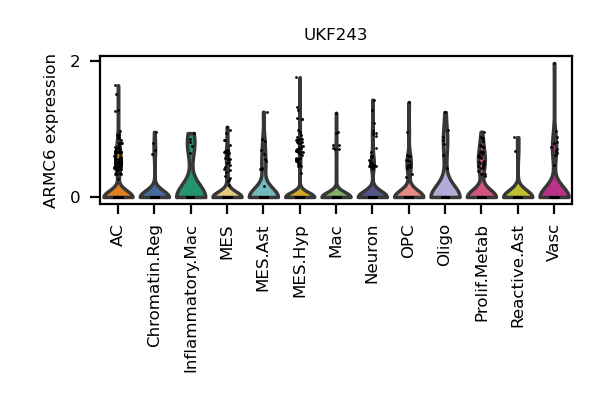 UKF243
ARMC6 expression
2
0
AC
Chromatin.Reg
Inflammatory.Mac
MES
MES.Ast
MES.Hyp
Mac
Neuron
OPC
Oligo
Prolif.Metab
Reactive.Ast
Vasc